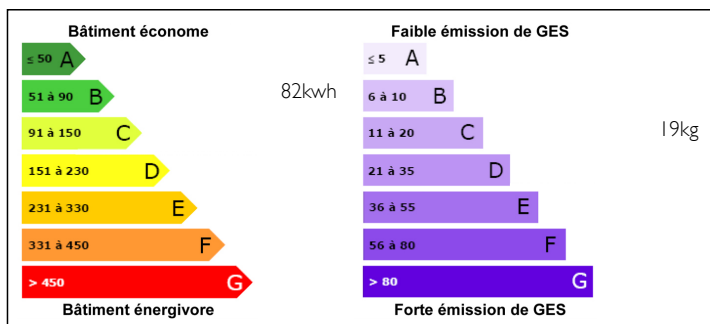 Bâtiment économe
≤ 50 A
51 à 90 B
91 à 150 C
151 à 230 D
231 à 330 E
331 à 450 F
> 450 G
Bâtiment énergivore
82kwh
Faible émission de GES
≤ 5 A
6 à 10 B
11 à 20 C
21 à 35 D
36 à 55 E
56 à 80 F
> 80 G
Forte émission de GES
19kg